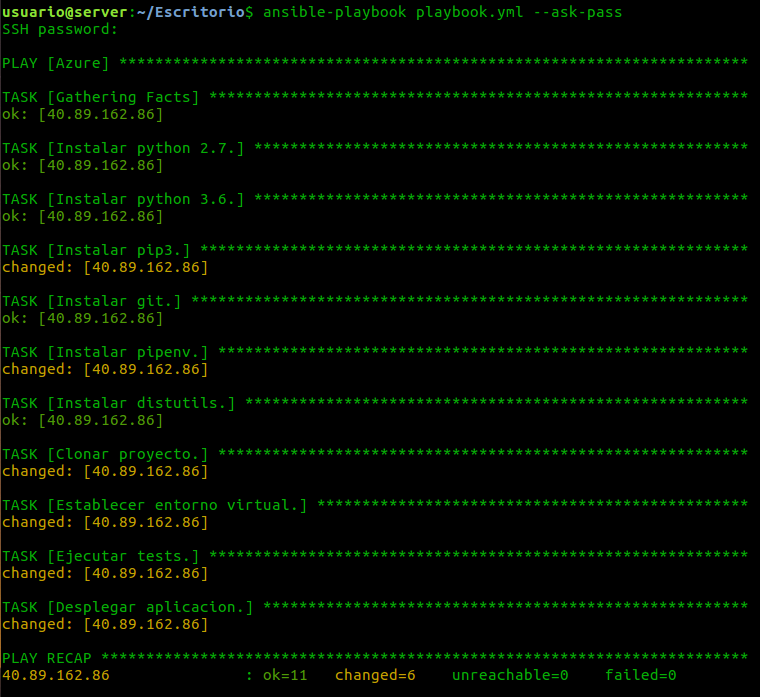 usuario@server:~/Escritorio$ ansible-playbook playbook.yml --ask-pass
SSH password:
PLAY [Azure] **********************************************************************
TASK [Gathering Facts] ************************************************************
ok: [40.89.162.86]
TASK [Instalar python 2.7.] *******************************************************
ok: [40.89.162.86]
TASK [Instalar python 3.6.] *******************************************************
ok: [40.89.162.86]
TASK [Instalar pip3.] *************************************************************
changed: [40.89.162.86]
TASK [Instalar git.] **************************************************************
ok: [40.89.162.86]
TASK [Instalar pipenv.] ***********************************************************
changed: [40.89.162.86]
TASK [Instalar distutils.] ********************************************************
ok: [40.89.162.86]
TASK [Clonar proyecto.] ***********************************************************
changed: [40.89.162.86]
TASK [Establecer entorno virtual.] ************************************************
changed: [40.89.162.86]
TASK [Ejecutar tests.] ************************************************************
changed: [40.89.162.86]
TASK [Desplegar aplicacion.] ******************************************************
changed: [40.89.162.86]
PLAY RECAP ************************************************************************
40.89.162.86               : ok=11   changed=6    unreachable=0    failed=0